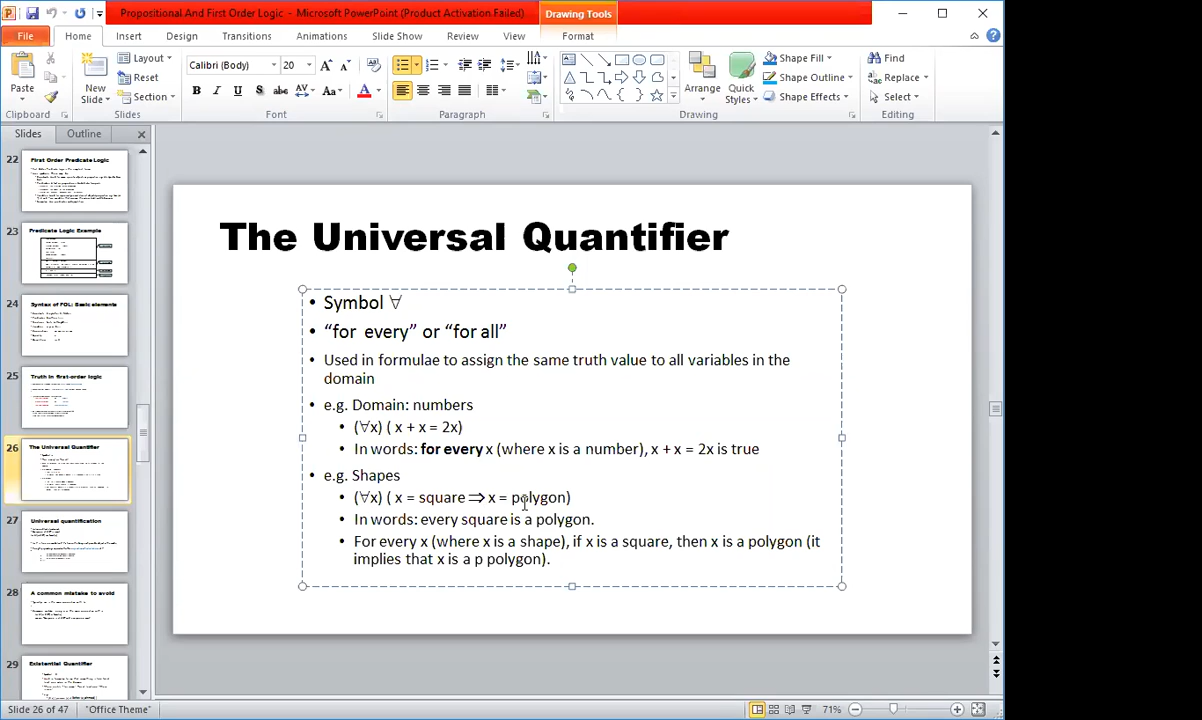 Propositional And First Order Logic - Microsoft PowerPoint (Product Activation Failed)
Drawing Tools
File Home Insert Design Transitions Animations Slide Show Review View Format
Paste
Clipboard
New
Slide
Layout
Reset
Section
Slides
Calibri (Body) 20
Font
Paragraph
Arrange
Quick
Styles
Shape Fill
Shape Outline
Shape Effects
Drawing
Find
Replace
Select
Editing
Slides Outline
22
First Order Predicate Logic
23
Predicate Logic Example
24
Syntax of FOL: Basic elements
25
Truth in first-order logic
26
The Universal Quantifier
27
Universal quantification
28
A common mistake to avoid
29
Existential Quantifier
The Universal Quantifier
• Symbol ∀
• “for every” or “for all”
• Used in formulae to assign the same truth value to all variables in the
domain
• e.g. Domain: numbers
• (∀x) ( x + x = 2x)
• In words: for every x (where x is a number), x + x = 2x is true
• e.g. Shapes
• (∀x) ( x = square ⇒ x = polygon)
• In words: every square is a polygon.
• For every x (where x is a shape), if x is a square, then x is a polygon (it
implies that x is a p polygon).
Slide 26 of 47 "Office Theme" 71%